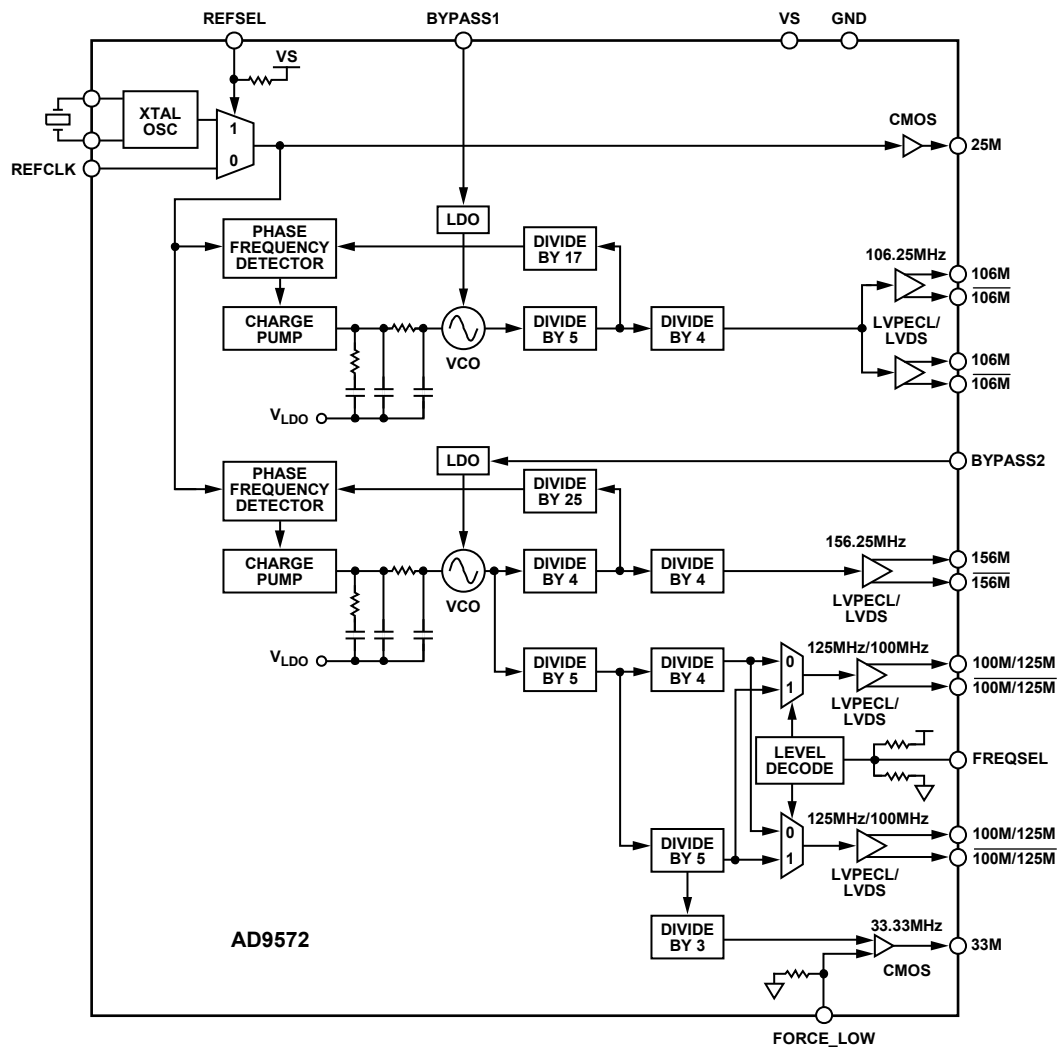 REFSEL
BYPASS1
VS
GND
VS
XTAL
OSC
1
0
REFCLK
CMOS
25M
LDO
PHASE
FREQUENCY
DETECTOR
DIVIDE
BY 17
106.25MHz
106M
106M
CHARGE
PUMP
VCO
DIVIDE
BY 5
DIVIDE
BY 4
LVPECL/
LVDS
106M
106M
VLDO
LDO
BYPASS2
PHASE
FREQUENCY
DETECTOR
DIVIDE
BY 25
156.25MHz
156M
156M
CHARGE
PUMP
VCO
DIVIDE
BY 4
DIVIDE
BY 4
LVPECL/
LVDS
VLDO
125MHz/100MHz
DIVIDE
BY 5
DIVIDE
BY 4
0
1
100M/125M
100M/125M
LVPECL/
LVDS
LEVEL
DECODE
FREQSEL
125MHz/100MHz
DIVIDE
BY 5
0
1
100M/125M
100M/125M
LVPECL/
LVDS
AD9572
DIVIDE
BY 3
33.33MHz
33M
CMOS
FORCE_LOW